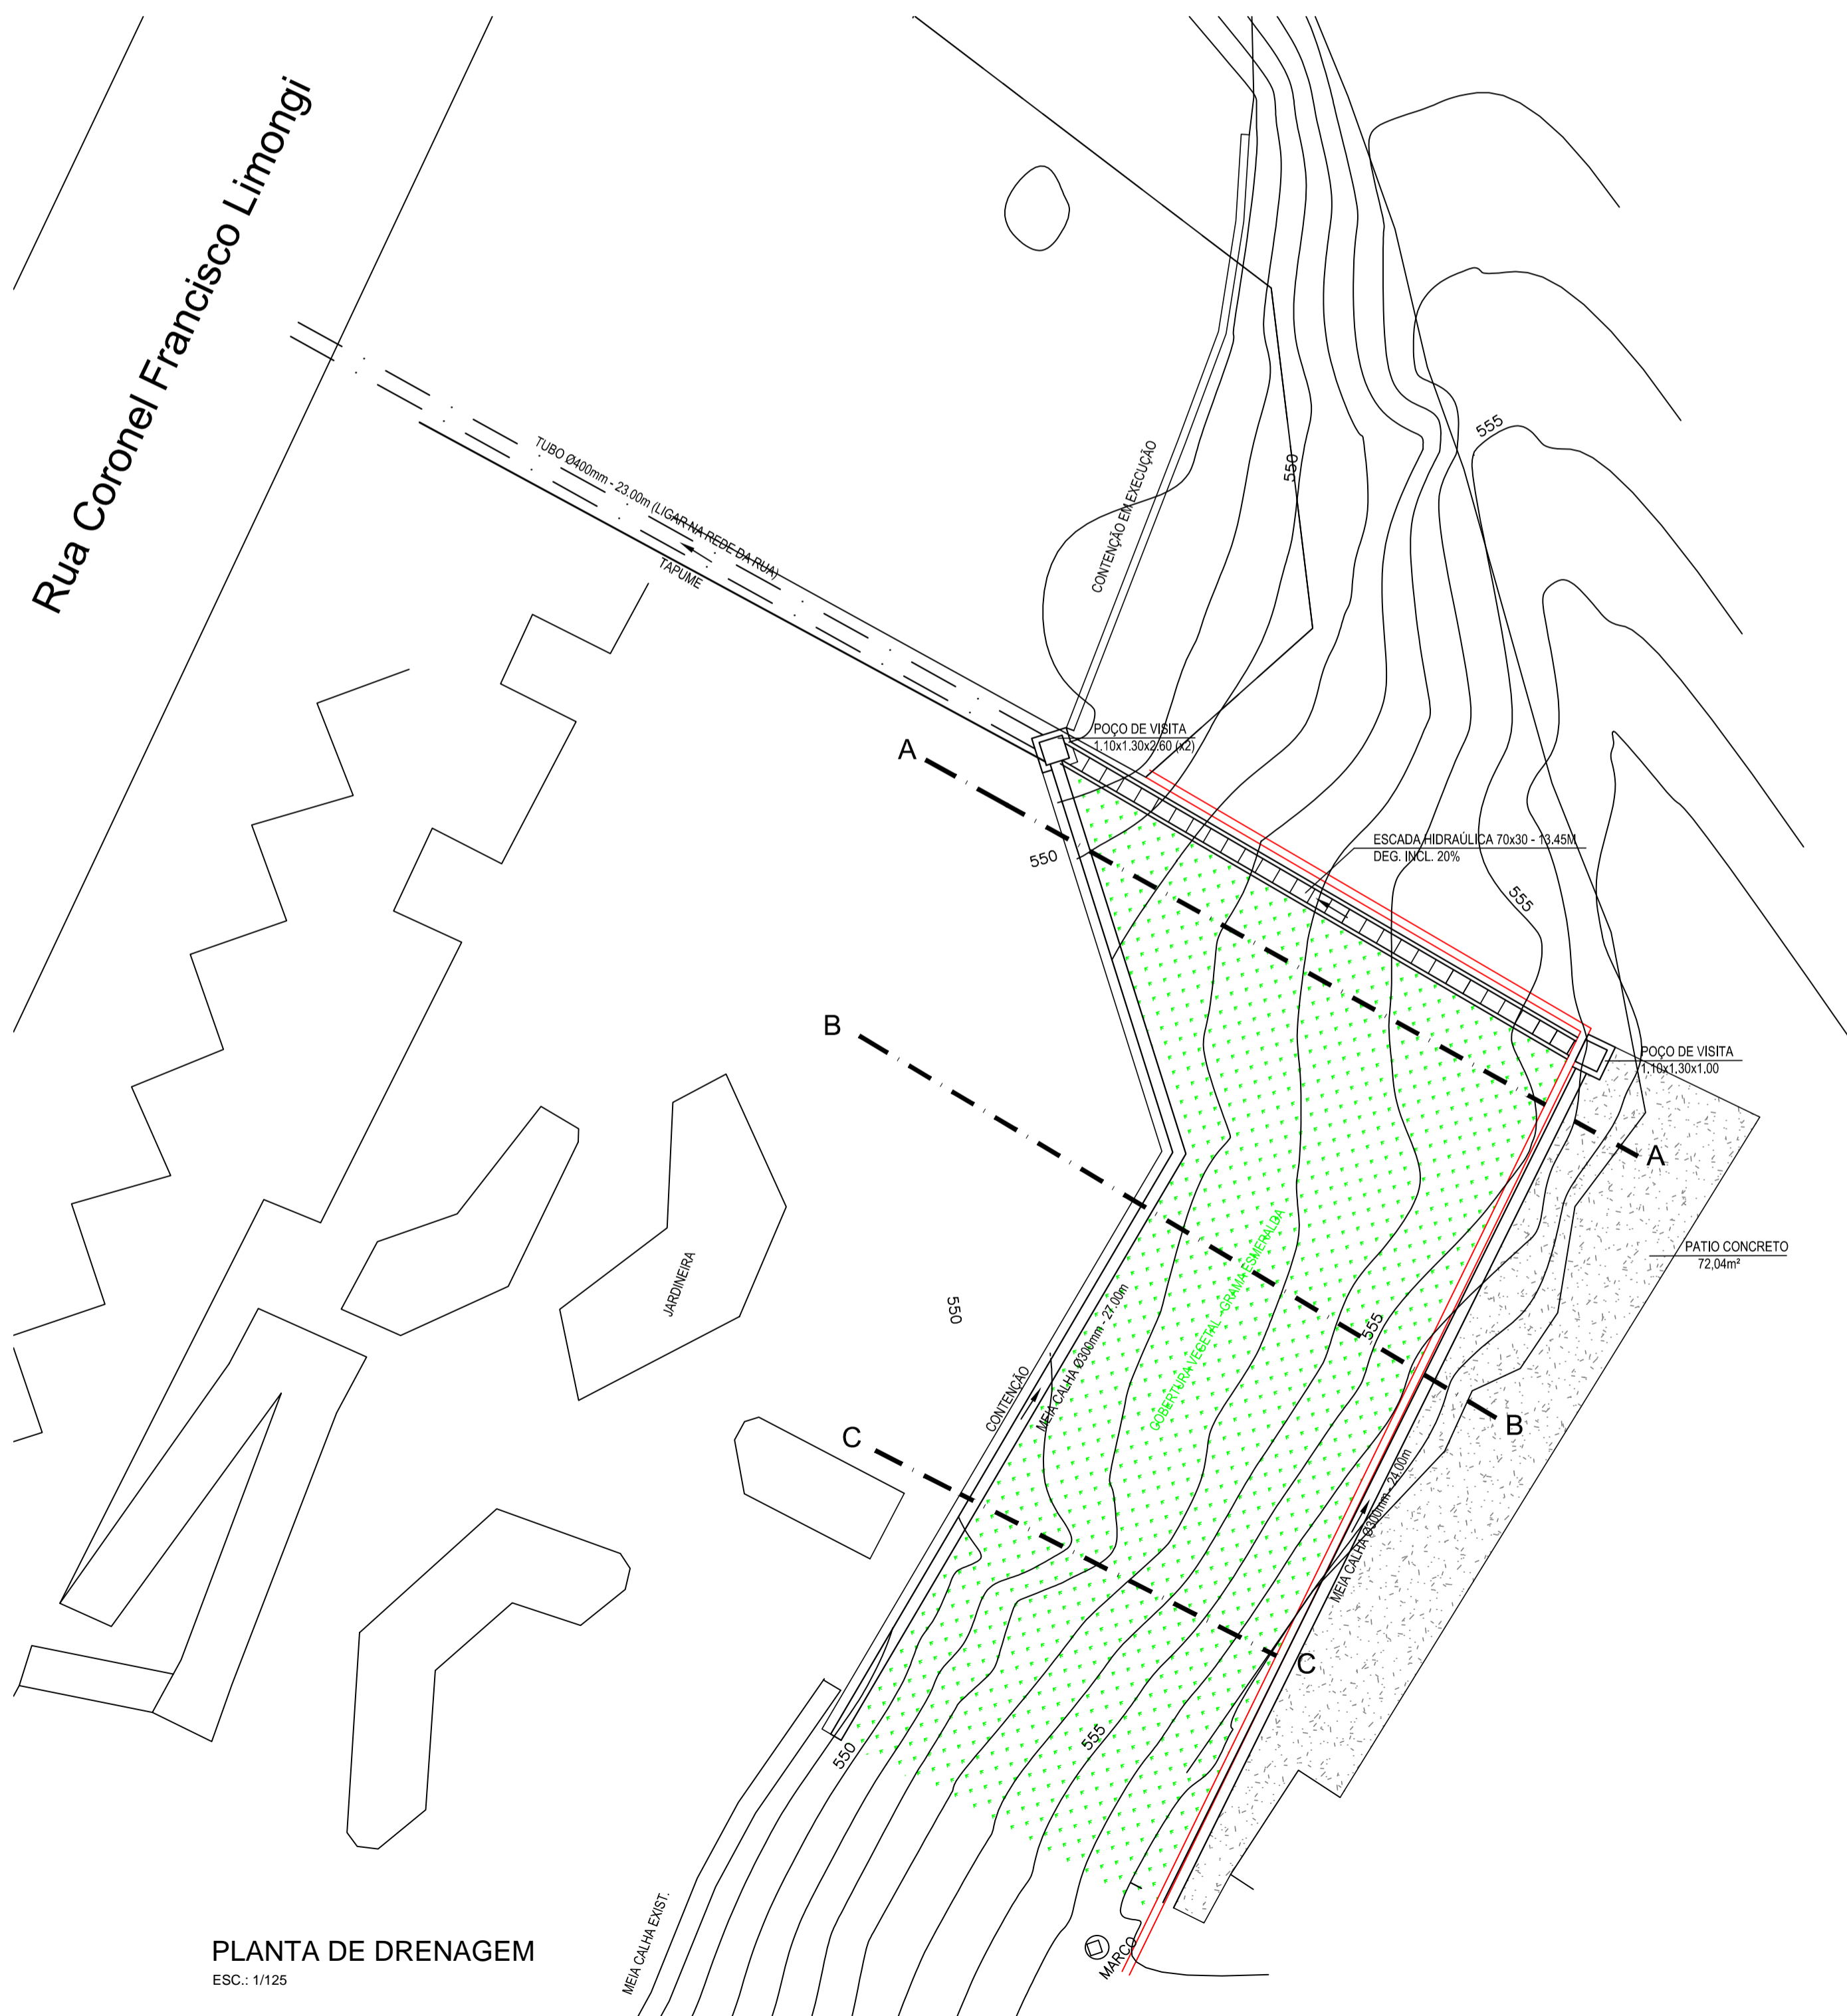 Rua Coronel Francisco Limongi
TUBO Ø400mm - 23.00m (LIGAR NA REDE DA RUA)
TAPUME
CONTENÇÃO EM EXECUÇÃO
550
555
POÇO DE VISITA
1,10x1.30x2.60 (x2)
A
550
ESCADA HIDRAÚLICA 70x30 - 13.45M
DEG. INCL. 20%
555
B
POÇO DE VISITA
1,10x1,30x1,00
A
PATIO CONCRETO
72,04m²
JARDINEIRA
550
COBERTURA VEGETAL - GRAMA ESMERALDA
555
CONTENÇÃO
MEIA CALHA Ø300mm - 27.00m
B
C
MEIA CALHA Ø300mm - 24.00m
C
550
555
MEIA CALHA EXIST.
MARCO
PLANTA DE DRENAGEM
ESC.: 1/125